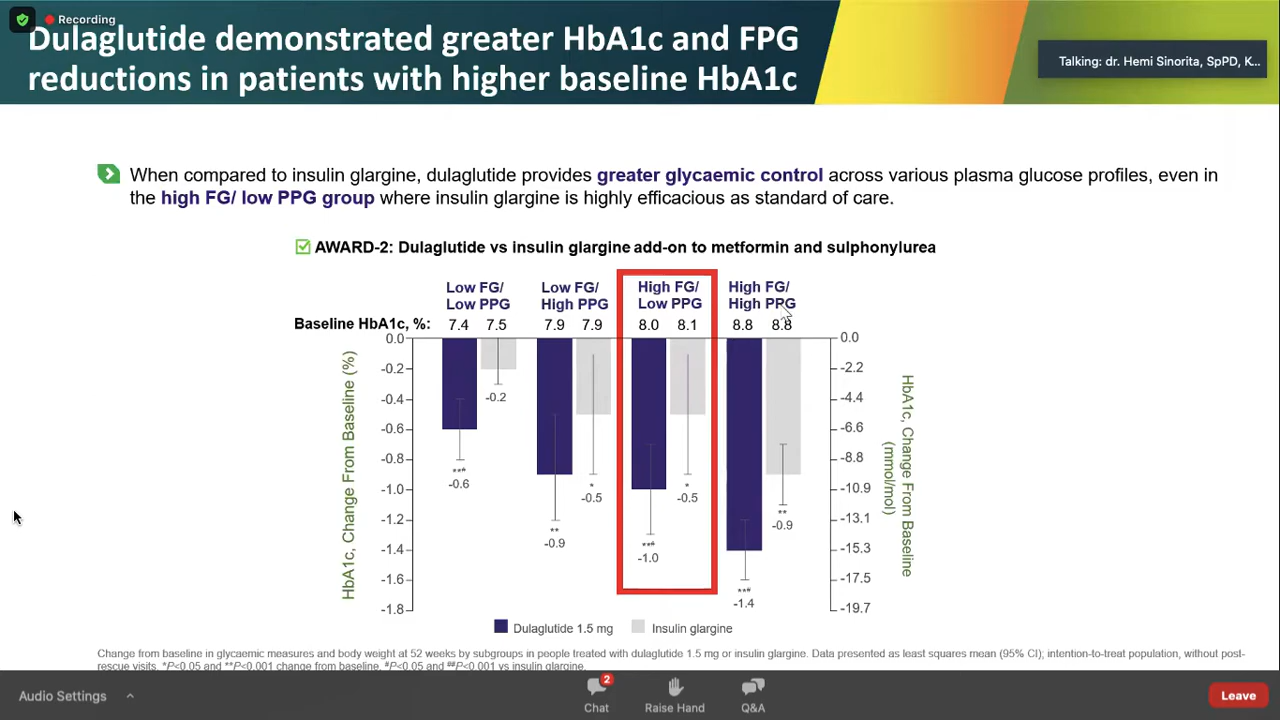 Recording
Dulaglutide demonstrated greater HbA1c and FPG
reductions in patients with higher baseline HbA1c
Talking: dr. Hemi Sinorita, SpPD, K...
When compared to insulin glargine, dulaglutide provides greater glycaemic control across various plasma glucose profiles, even in
the high FG/ low PPG group where insulin glargine is highly efficacious as standard of care.
AWARD-2: Dulaglutide vs insulin glargine add-on to metformin and sulphonylurea
Low FG/ Low FG/ High FG/ High FG/
Low PPG High PPG Low PPG High PPG
Baseline HbA1c, %: 7.4 7.5 7.9 7.9 8.0 8.1 8.8 8.8
HbA1c, Change From Baseline (%)
0.0
-0.2
-0.4
-0.6
-0.8
-1.0
-1.2
-1.4
-1.6
-1.8
**#
-0.6
-0.2
**
-0.9
*
-0.5
**#
-1.0
*
-0.5
**#
-1.4
**
-0.9
0.0
-2.2
-4.4
-6.6
-8.8
-10.9
-13.1
-15.3
-17.5
-19.7
HbA1c, Change From Baseline
(mmol/mol)
Dulaglutide 1.5 mg Insulin glargine
Change from baseline in glycaemic measures and body weight at 52 weeks by subgroups in people treated with dulaglutide 1.5 mg or insulin glargine. Data presented as least squares mean (95% CI); intention-to-treat population, without post-
rescue visits. *P<0.05 and **P<0.001 change from baseline. #P<0.05 and ##P<0.001 vs insulin glargine.
Audio Settings
2
Chat
Raise Hand
Q&A
Leave